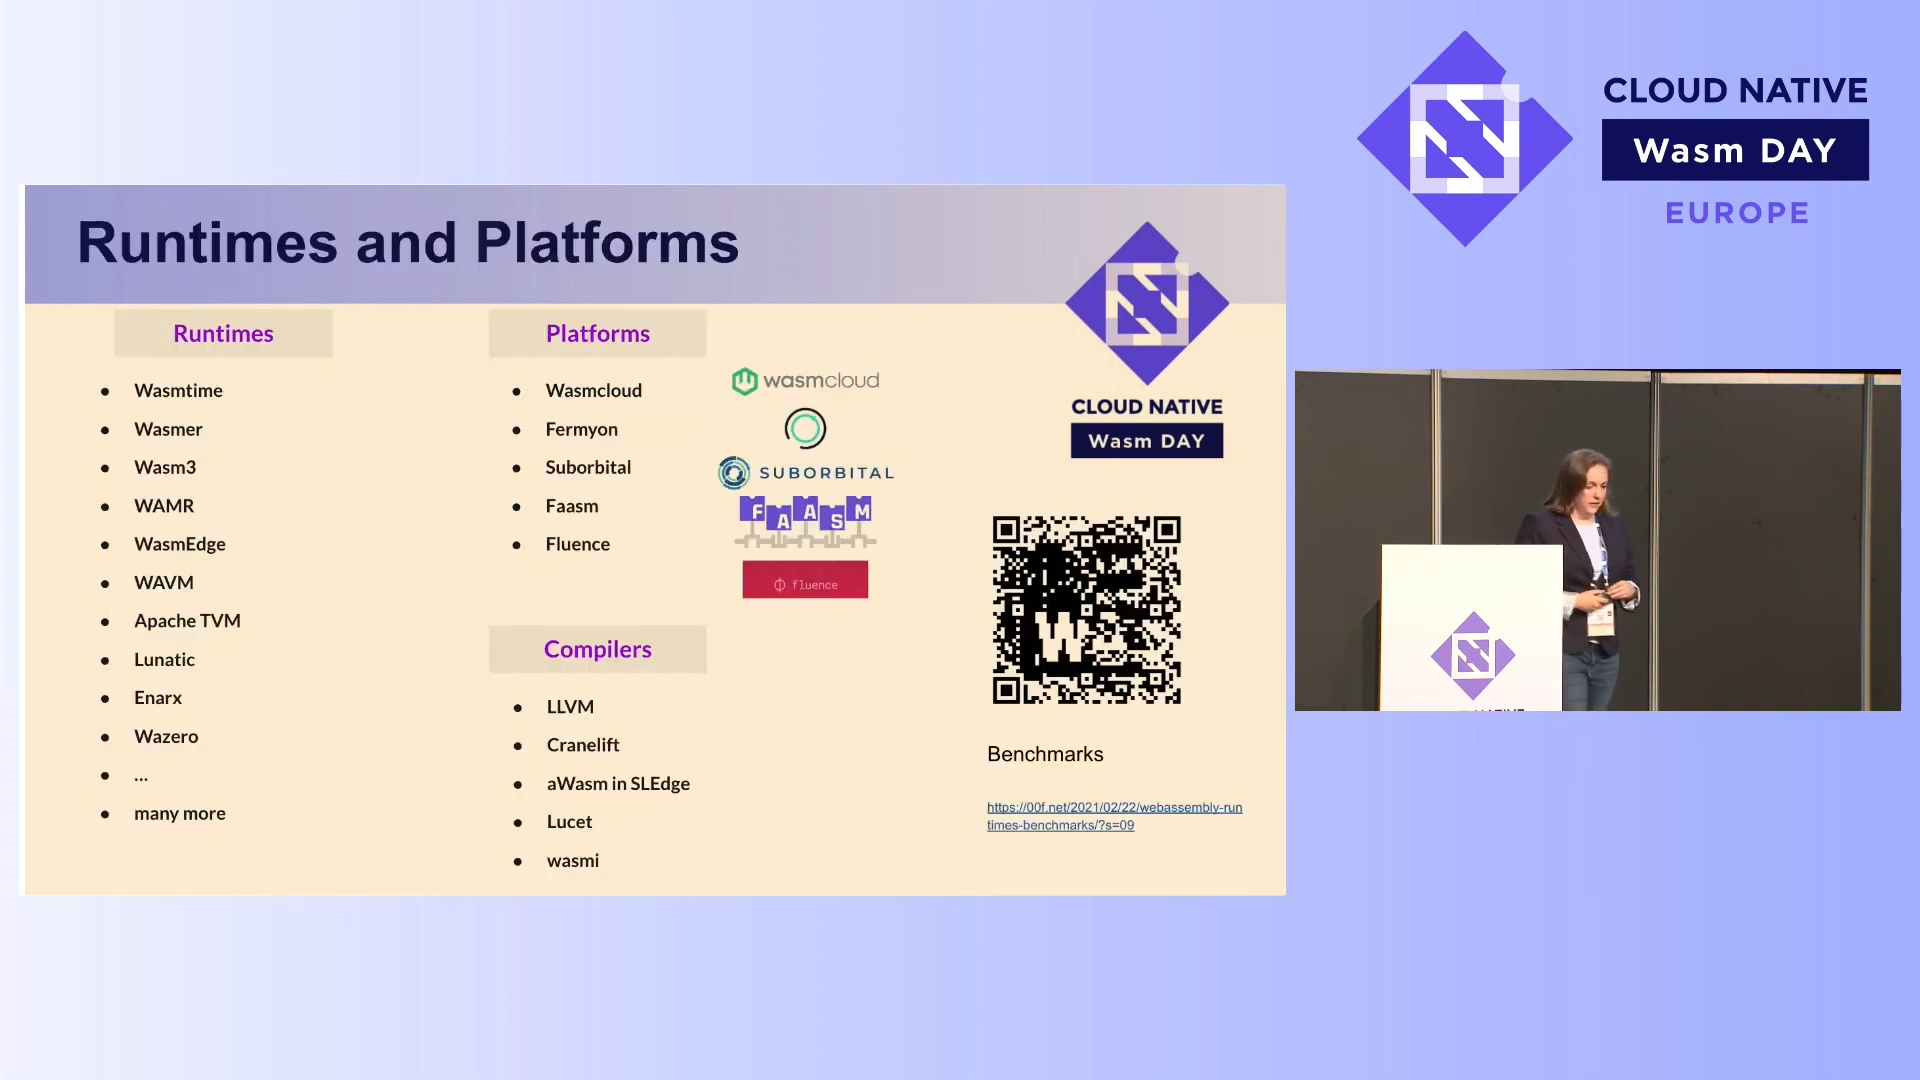 CLOUD NATIVE
Wasm DAY
EUROPE
Runtimes and Platforms
Runtimes
Wasmtime
Wasmer
Wasm3
WAMR
WasmEdge
WAVM
Apache TVM
Lunatic
Enarx
Wazero
...
many more
Platforms
Wasmcloud
Fermyon
Suborbital
Faasm
Fluence
wasmcloud
SUBORBITAL
FAASM
fluence
Compilers
LLVM
Cranelift
aWasm in SLEdge
Lucet
wasmi
CLOUD NATIVE
Wasm DAY
Benchmarks
https://00f.net/2021/02/22/webassembly-run
times-benchmarks/?s=09